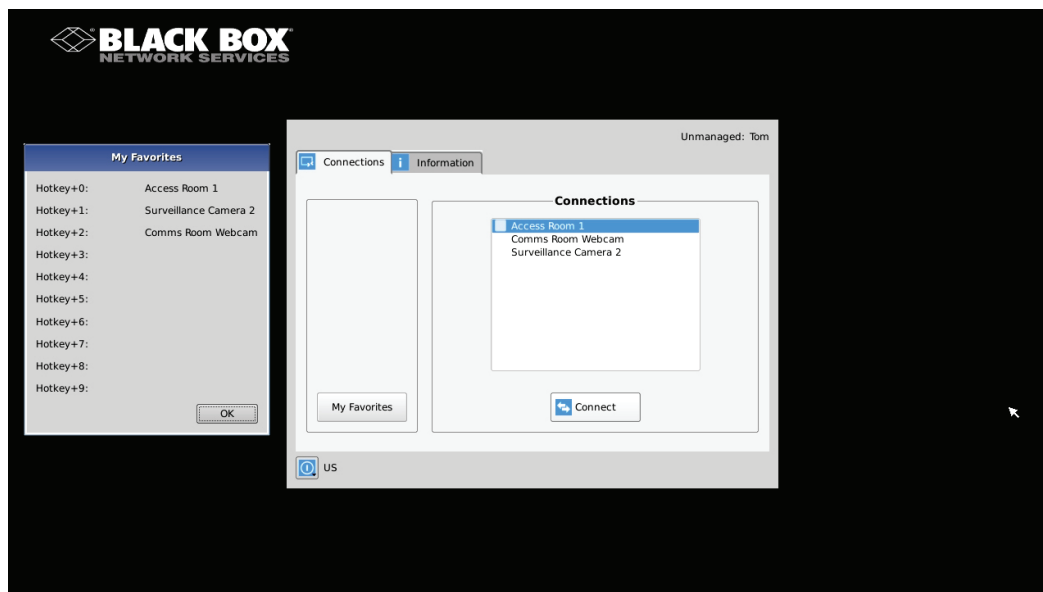 BLACK BOX
NETWORK SERVICES
My Favorites
Hotkey+0: Access Room 1
Hotkey+1: Surveillance Camera 2
Hotkey+2: Comms Room Webcam
Hotkey+3:
Hotkey+4:
Hotkey+5:
Hotkey+6:
Hotkey+7:
Hotkey+8:
Hotkey+9:
OK
Unmanaged: Tom
Connections
i Information
Connections
Access Room 1
Comms Room Webcam
Surveillance Camera 2
My Favorites
Connect
US